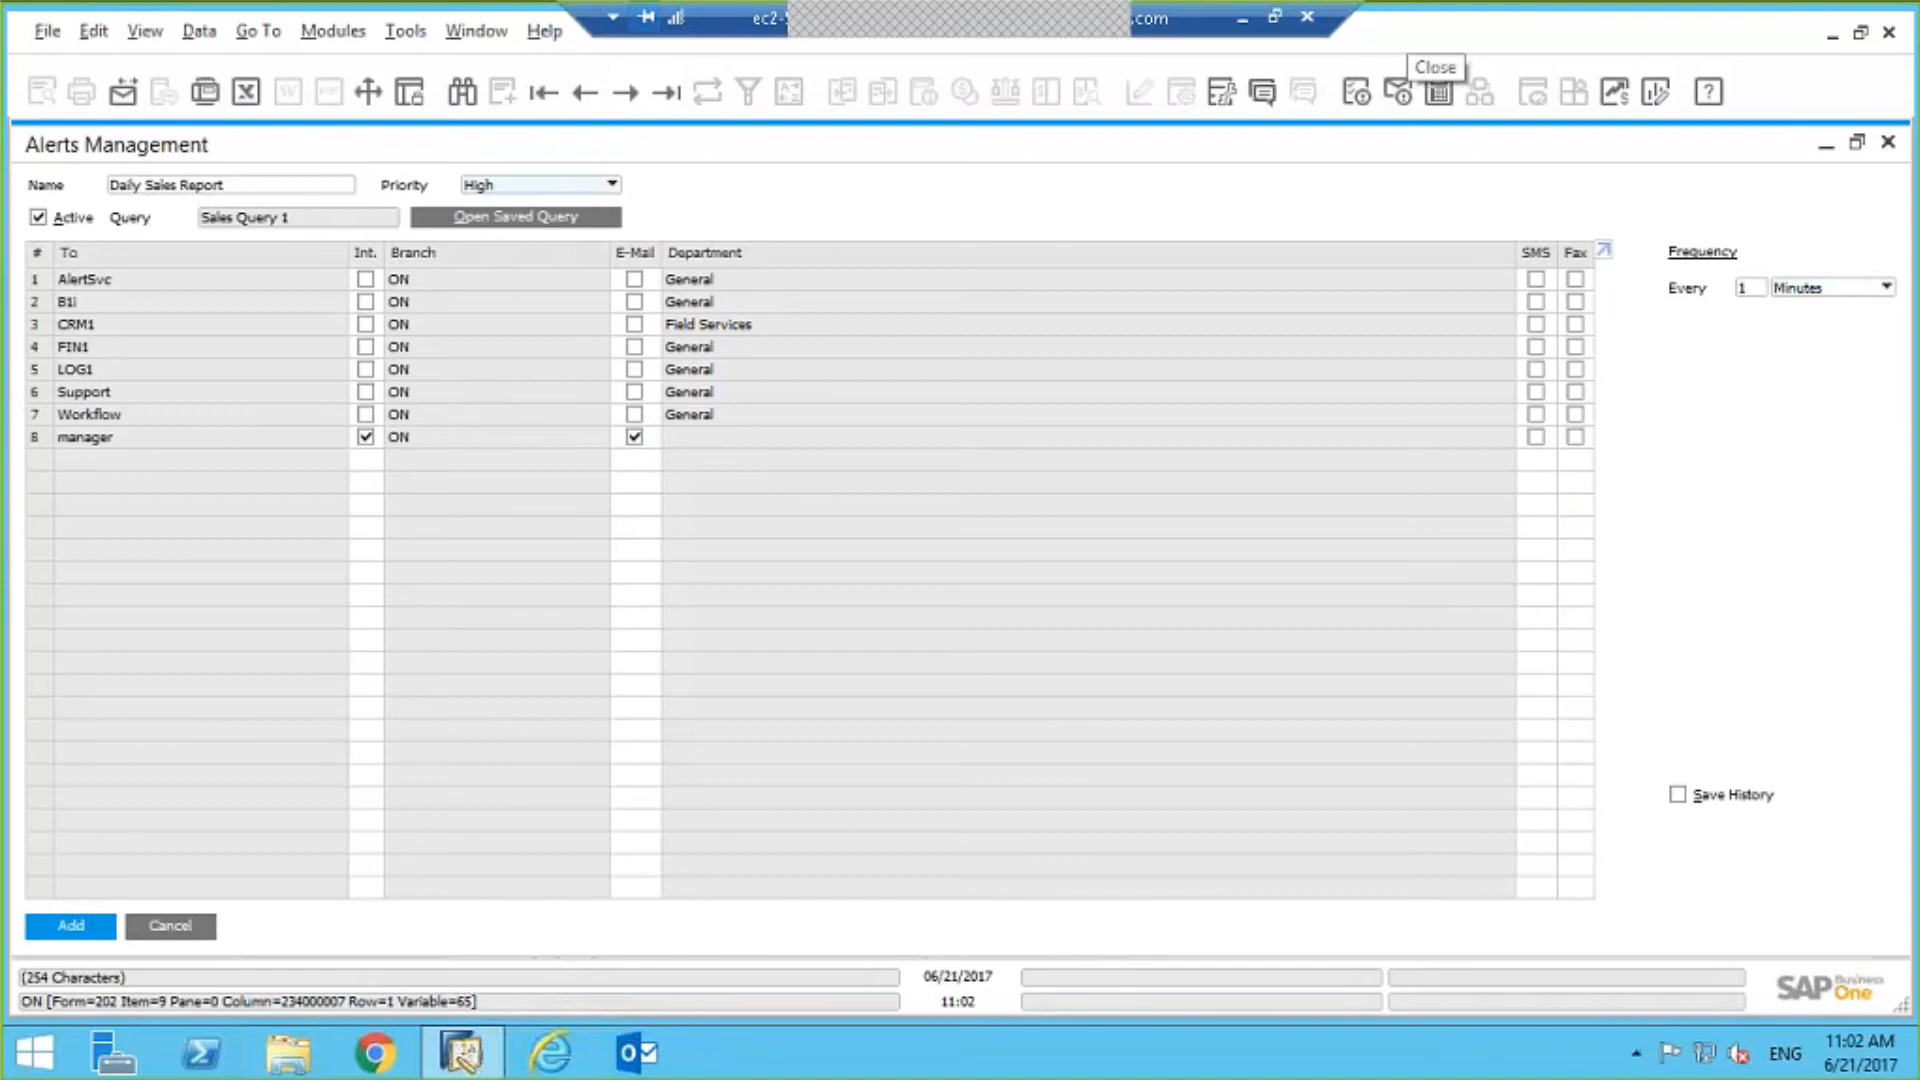 ec2-5
.com
File Edit View Data Go To Modules Tools Window Help
Close
Alerts Management
Name Daily Sales Report Priority High
Active Query Sales Query 1 Open Saved Query
# To Int. Branch E-Mail Department SMS Fax
1 AlertSvc ON General
2 B1i ON General
3 CRM1 ON Field Services
4 FIN1 ON General
5 LOG1 ON General
6 Support ON General
7 Workflow ON General
8 manager ON
Frequency
Every 1 Minutes
Save History
Add Cancel
(254 Characters) 06/21/2017
ON [Form=202 Item=9 Pane=0 Column=234000007 Row=1 Variable=65] 11:02
SAP Business One
ENG 11:02 AM
6/21/2017